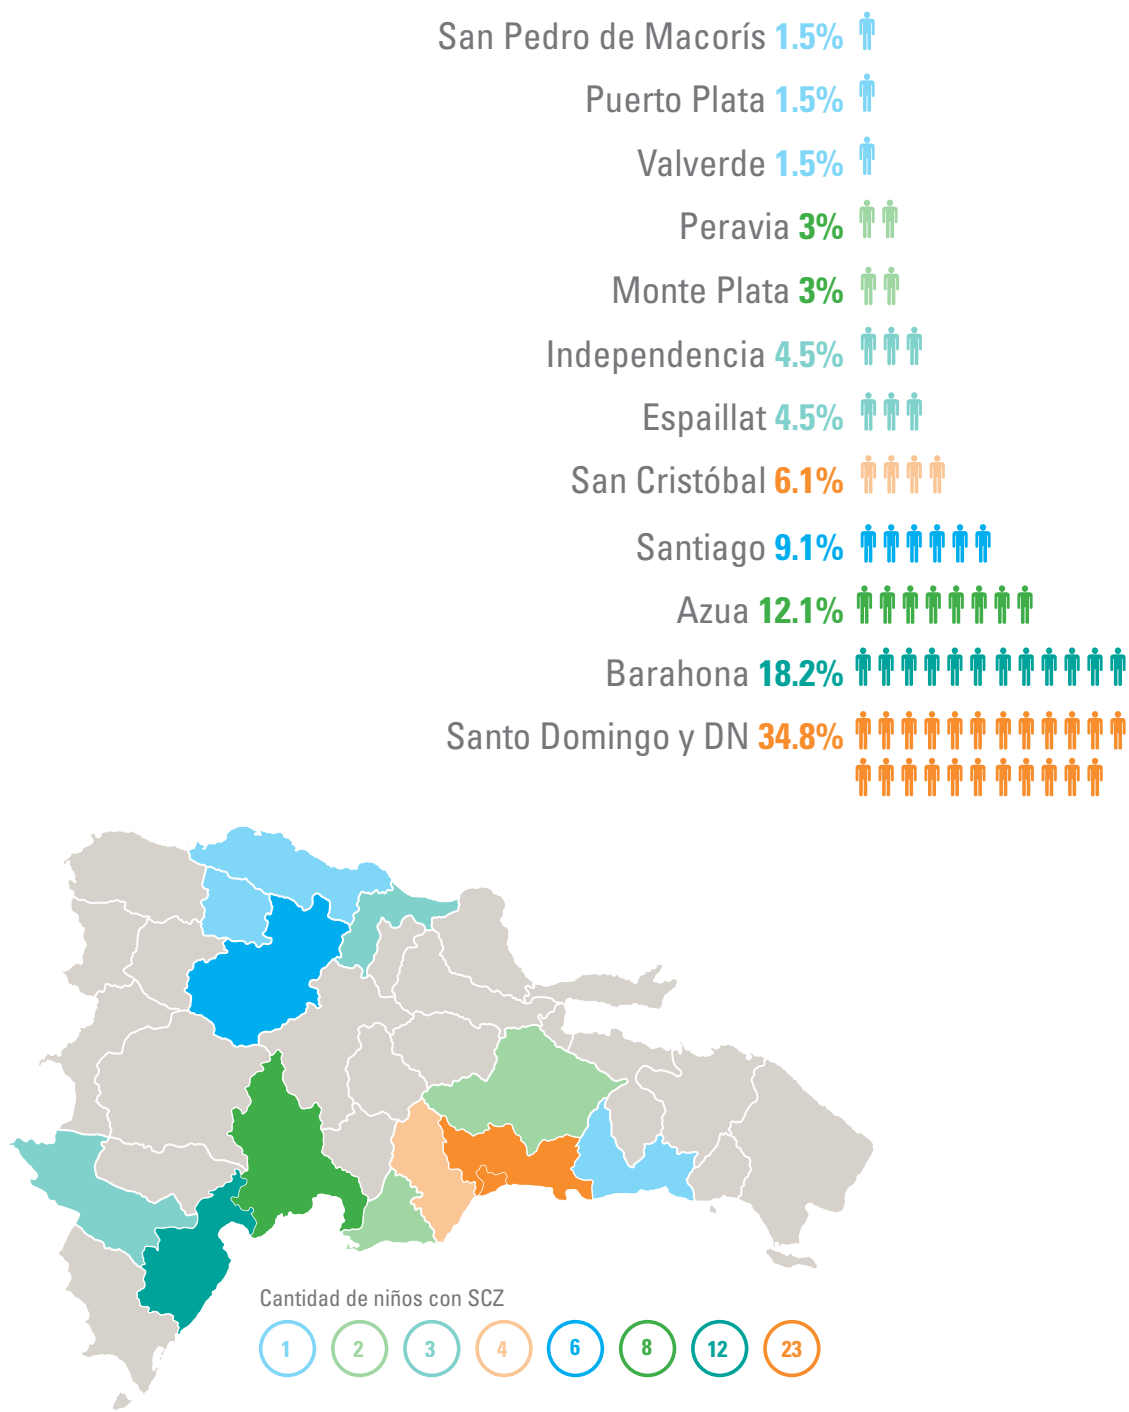 San Pedro de Macorís 1.5%
Puerto Plata 1.5%
Valverde 1.5%
Peravia 3%
Monte Plata 3%
Independencia 4.5%
Espaillat 4.5%
San Cristóbal 6.1%
Santiago 9.1%
Azua 12.1%
Barahona 18.2%
Santo Domingo y DN 34.8%
Cantidad de niños con SCZ
1 2 3 4 6 8 12 23